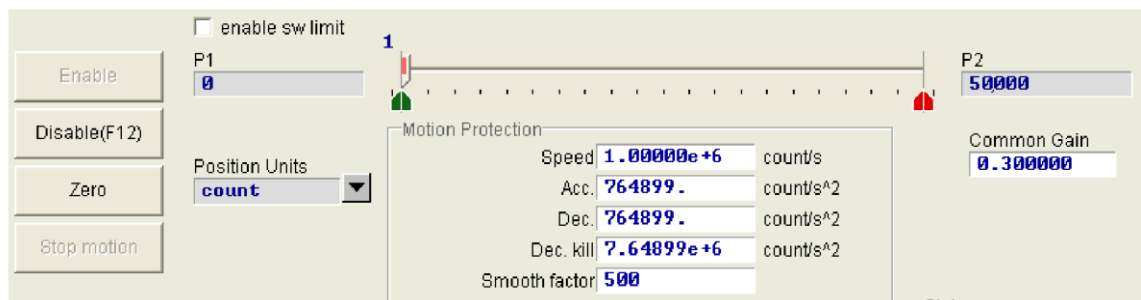 enable sw limit
1
Enable
P1
0
P2
50,000
Disable(F12)
Motion Protection
Common Gain
0.300000
Speed 1.00000e+6 count/s
Position Units
count
Zero
Acc. 764899. count/s^2
Dec. 764899. count/s^2
Stop motion
Dec. kill 7.64899e+6 count/s^2
Smooth factor 500